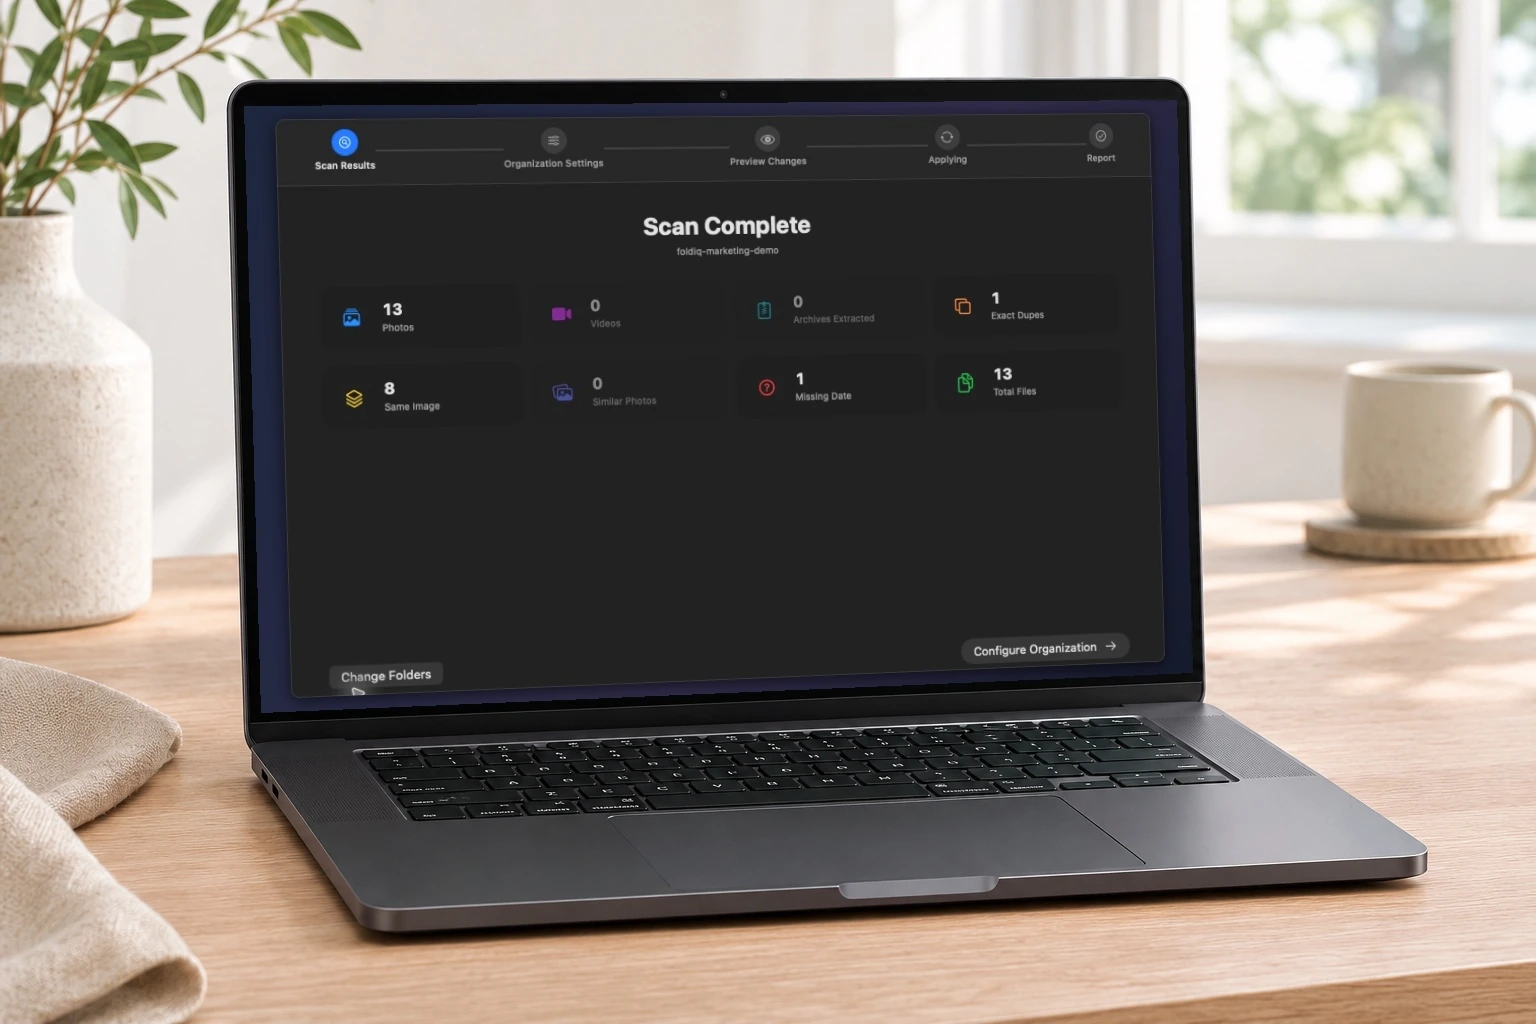 Scan Results
Organization Settings
Preview Changes
Applying
Report
Scan Complete
foldiq-marketing-demo
13
Photos
0
Videos
0
Archives Extracted
1
Exact Dupes
8
Same Image
0
Similar Photos
1
Missing Date
13
Total Files
Change Folders
Configure Organization →